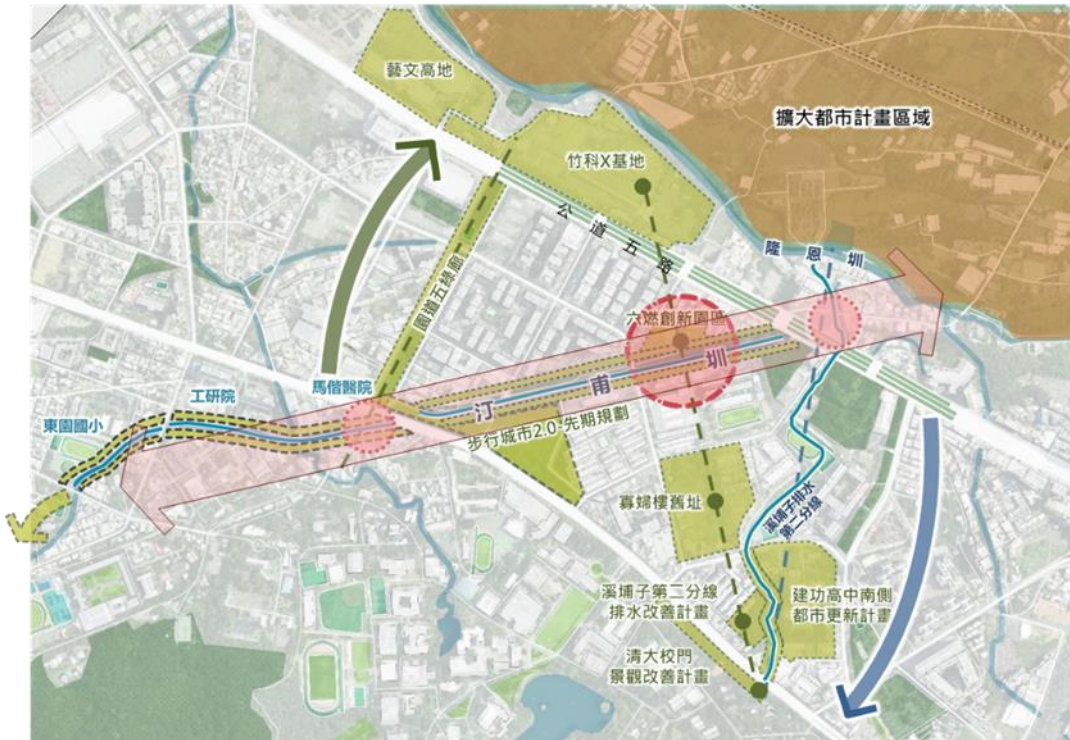 藝文高地
擴大都市計畫區域
竹科X基地
公道五路
隆恩圳
園道五綠廊
六燃創新園區
馬偕醫院
工研院
汀甫圳
東園國小
步行城市2.0-先期規劃
寡婦樓舊址
溪埔子排水
第二分線
溪埔子第二分線
排水改善計畫
建功高中南側
都市更新計畫
清大校門
景觀改善計畫